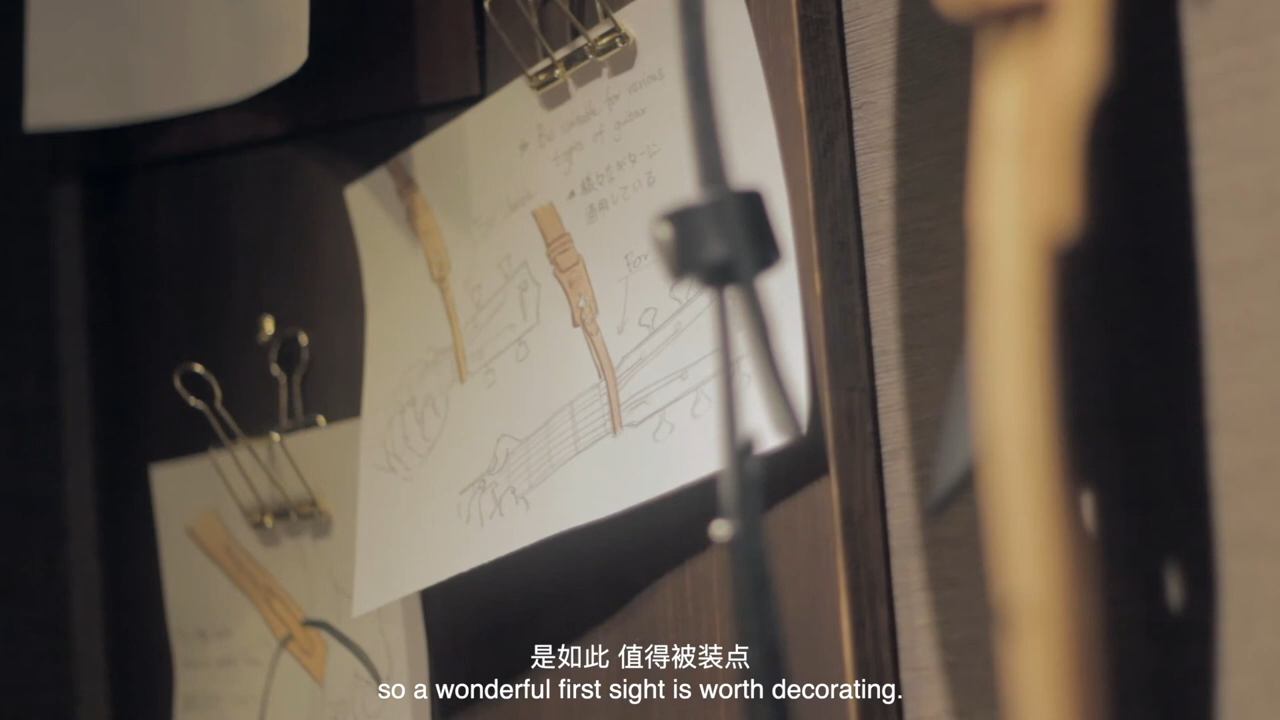 * Be usable for various
types of guitar
* 様々なギターに
適用している
For
是如此 值得被装点
so a wonderful first sight is worth decorating.